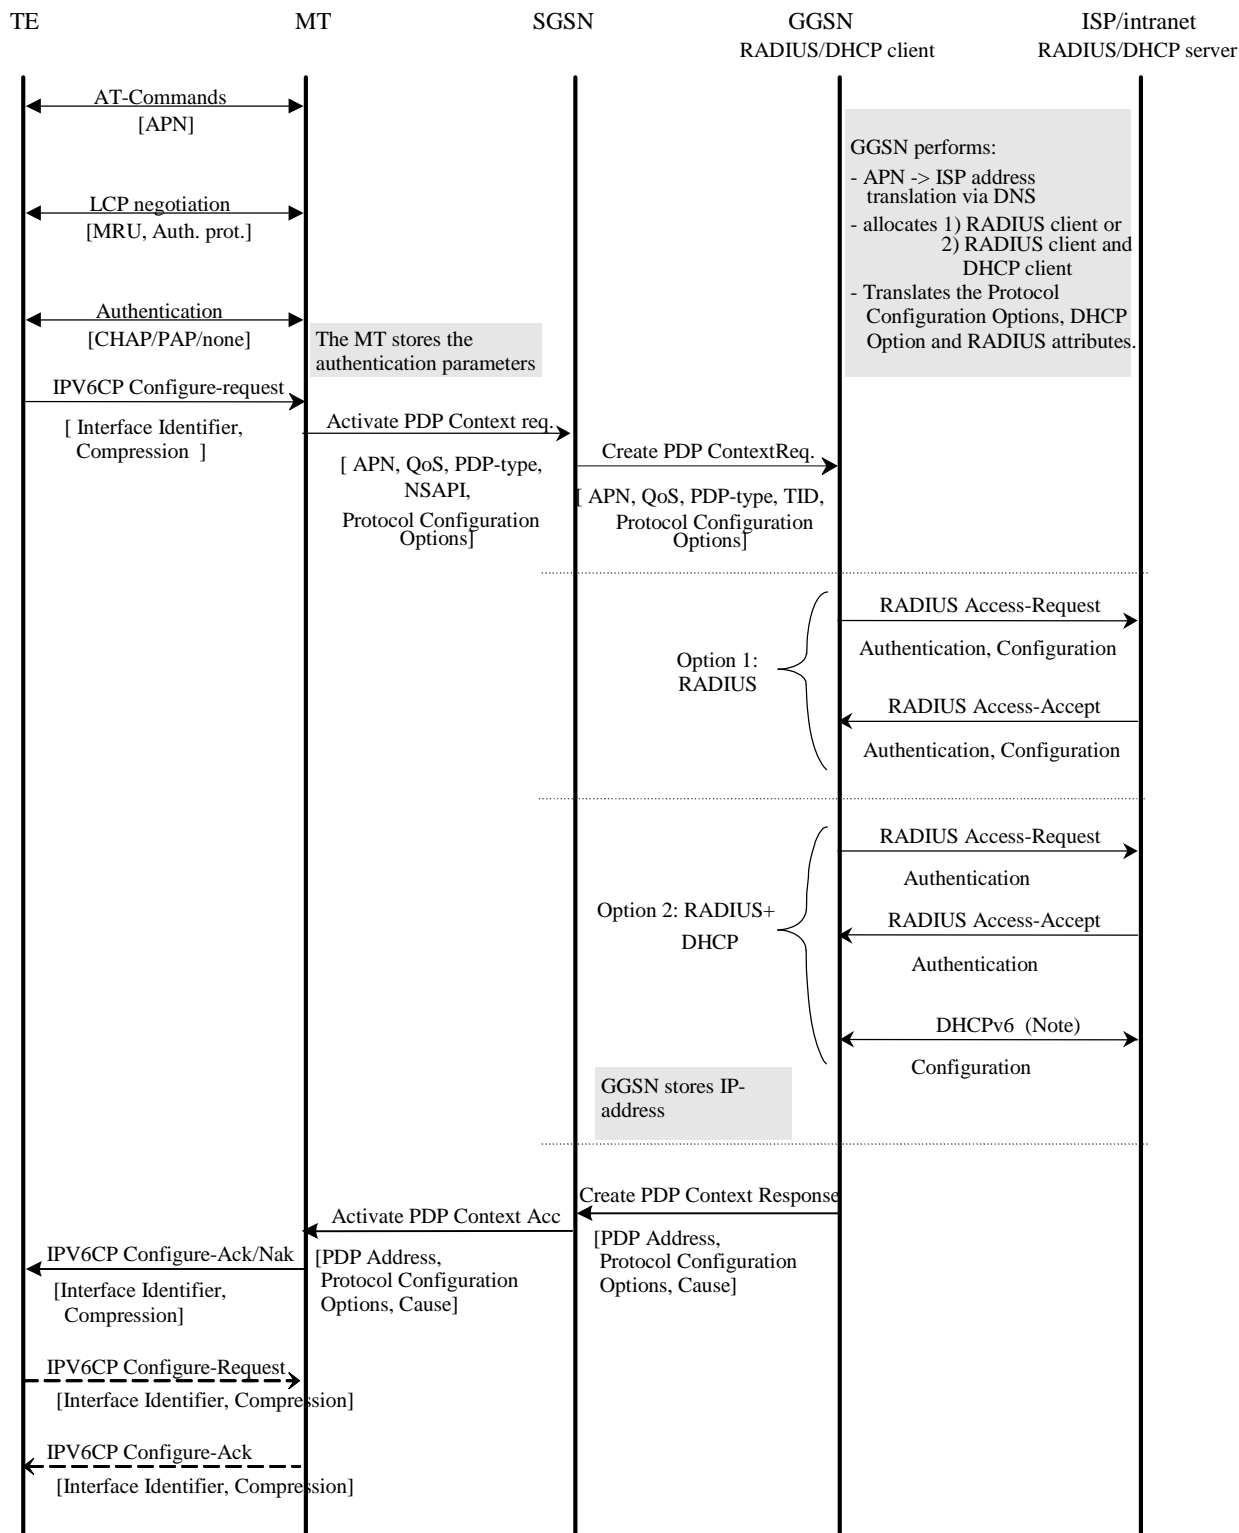 TE
MT
SGSN
GGSN
ISP/intranet
RADIUS/DHCP client
RADIUS/DHCP server
AT-Commands
[APN]
GGSN performs:
- APN -> ISP address
translation via DNS
- allocates 1) RADIUS client or
2) RADIUS client and
DHCP client
- Translates the Protocol
Configuration Options, DHCP
Option and RADIUS attributes.
LCP negotiation
[MRU, Auth. prot.]
Authentication
[CHAP/PAP/none]
The MT stores the
authentication parameters
IPV6CP Configure-request
[ Interface Identifier,
Compression ]
Activate PDP Context req.
[ APN, QoS, PDP-type,
NSAPI,
Protocol Configuration
Options]
Create PDP ContextReq.
[ APN, QoS, PDP-type, TID,
Protocol Configuration
Options]
RADIUS Access-Request
Authentication, Configuration
Option 1:
RADIUS
RADIUS Access-Accept
Authentication, Configuration
RADIUS Access-Request
Authentication
Option 2: RADIUS+
DHCP
RADIUS Access-Accept
Authentication
DHCPv6 (Note)
Configuration
GGSN stores IP-
address
Create PDP Context Response
[PDP Address,
Protocol Configuration
Options, Cause]
Activate PDP Context Acc
[PDP Address,
Protocol Configuration
Options, Cause]
IPV6CP Configure-Ack/Nak
[Interface Identifier,
Compression]
IPV6CP Configure-Request
[Interface Identifier, Compression]
IPV6CP Configure-Ack
[Interface Identifier, Compression]